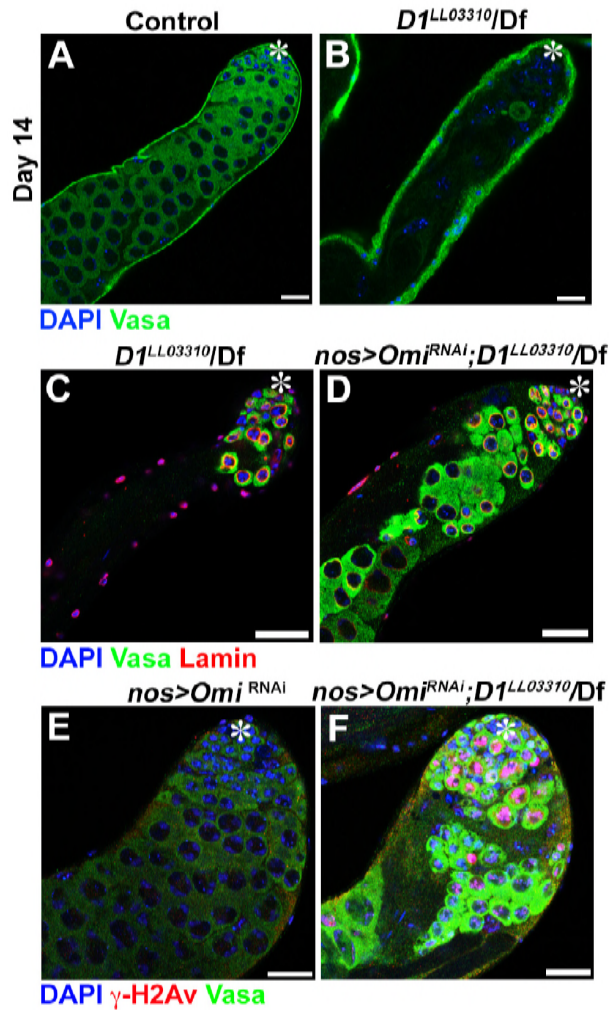 Control D1LL03310/Df
A * B *
Day 14
DAPI Vasa
D1LL03310/Df nos>OmiRNAi;D1LL03310/Df
C * D *
DAPI Vasa Lamin
nos>Omi RNAi nos>OmiRNAi;D1LL03310/Df
E * F *
DAPI γ-H2Av Vasa